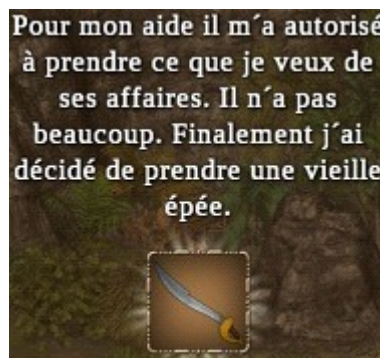 Pour mon aide il m´a autorisé
à prendre ce que je veux de
ses affaires. Il n´a pas
beaucoup. Finalement j´ai
décidé de prendre une vieille
épée.